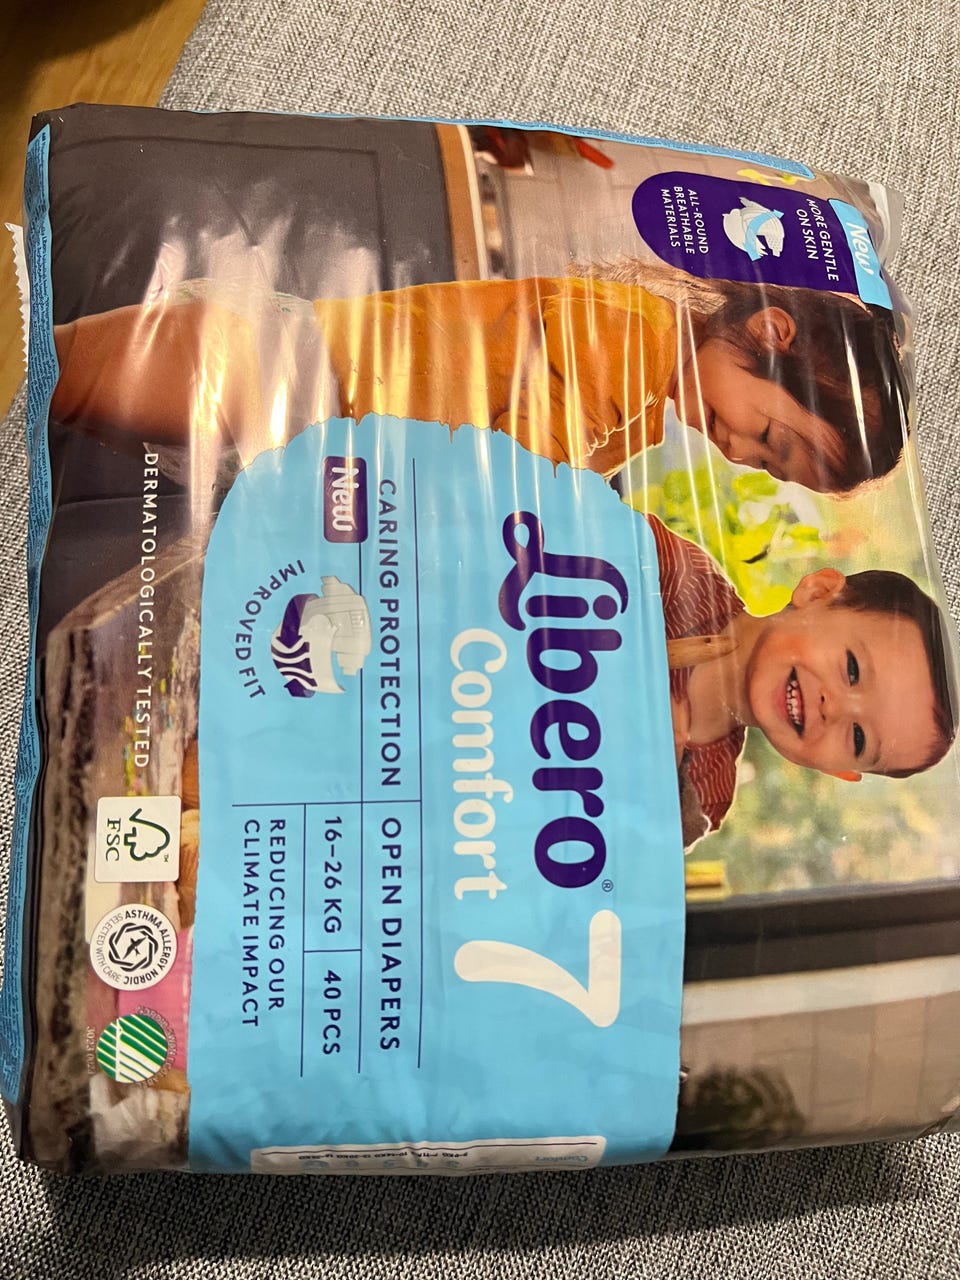 New
MORE GENTLE
ON SKIN
ALL-ROUND
BREATHABLE
MATERIALS
Libero®
Comfort 7
CARING PROTECTION
OPEN DIAPERS
New
IMPROVED FIT
16–26 KG
40 PCS
REDUCING OUR
CLIMATE IMPACT
DERMATOLOGICALLY TESTED
FSC
ASTHMA ALLERGY NORDIC
SELECTED WITH CARE
Comfort